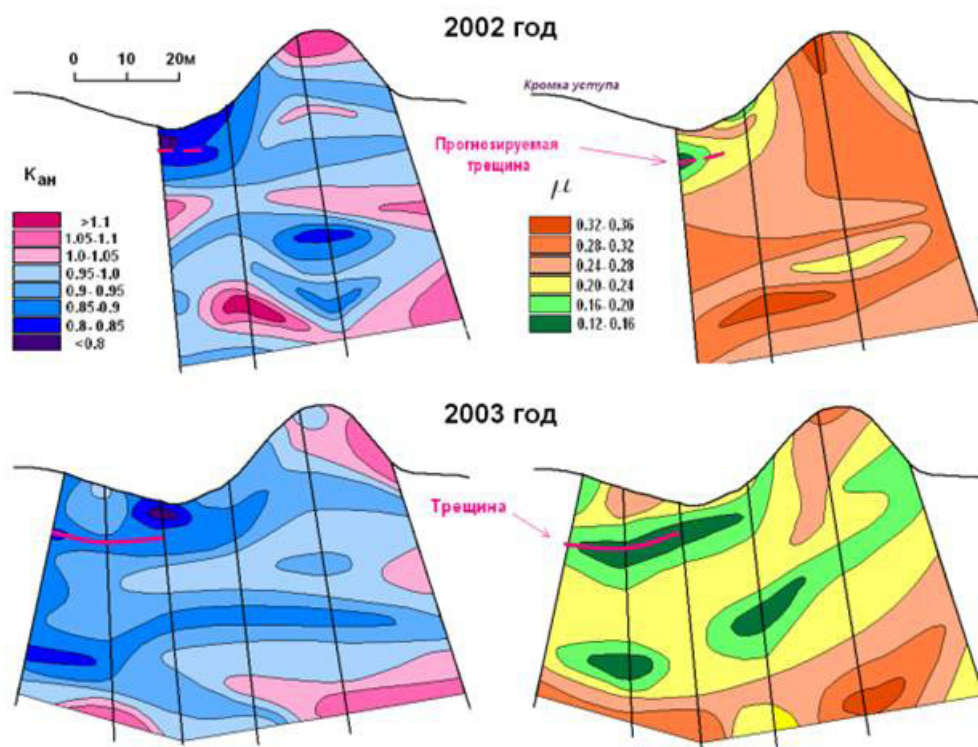 2002 год
0 10 20м
Кромка уступа
Прогнозируемая
трещина
Кан
>1.1
1.05-1.1
1.0-1.05
0.95-1.0
0.9- 0.95
0.85-0.9
0.8- 0.85
<0.8
μ
0.32- 0.36
0.28- 0.32
0.24- 0.28
0.20- 0.24
0.16- 0.20
0.12- 0.16
2003 год
Трещина